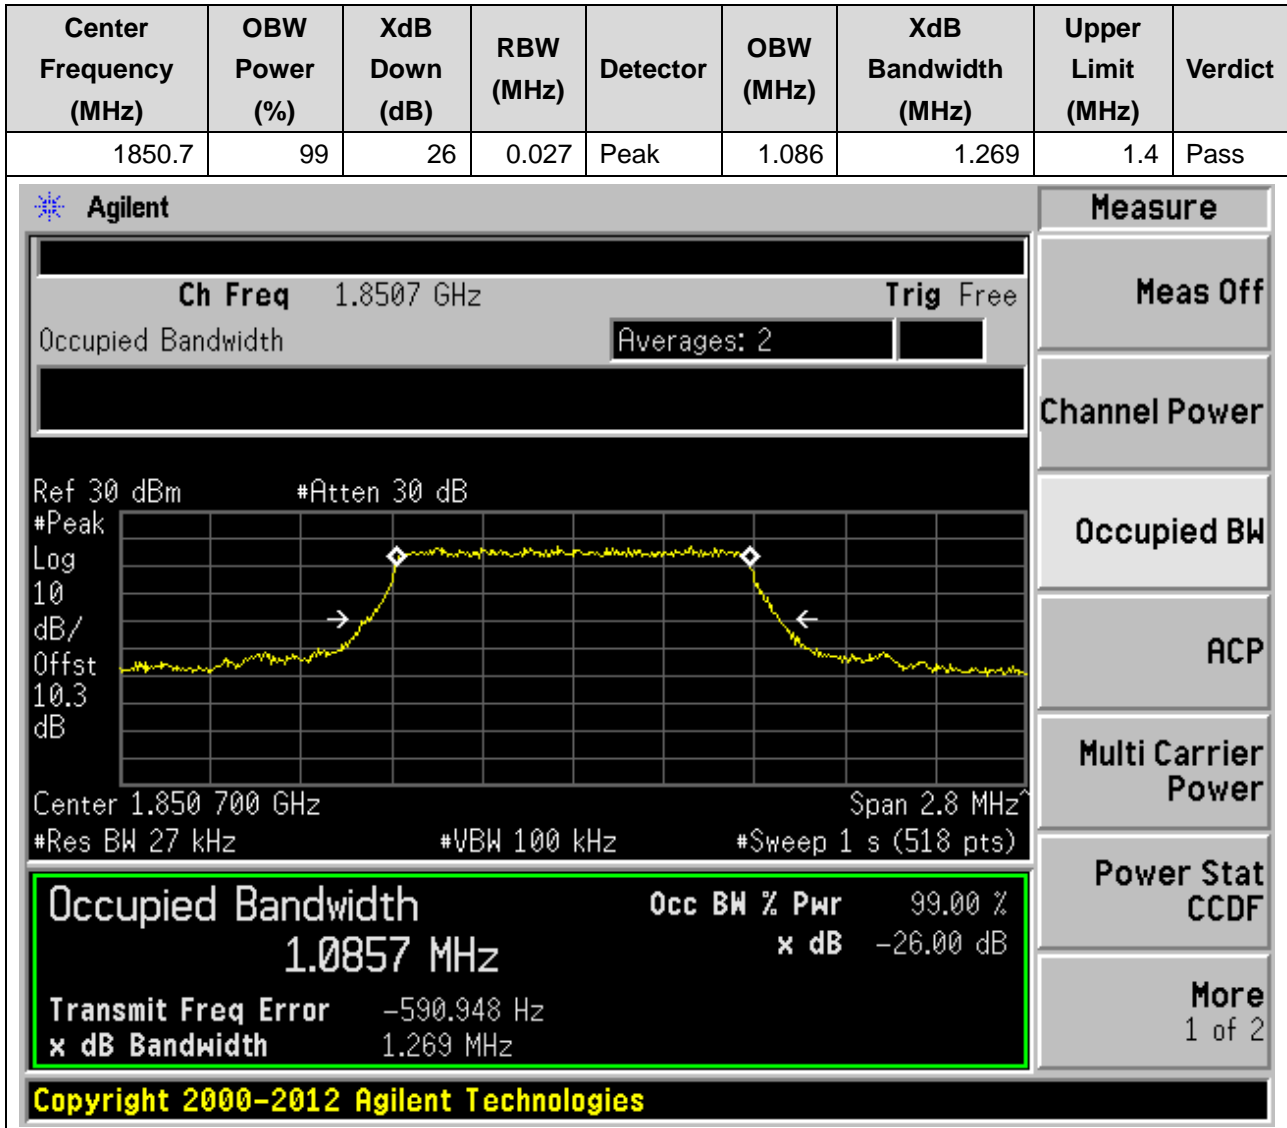 Center Frequency (MHz) OBW Power (%) XdB Down (dB) RBW (MHz) Detector OBW (MHz) XdB Bandwidth (MHz) Upper Limit (MHz) Verdict
1850.7 99 26 0.027 Peak 1.086 1.269 1.4 Pass
Agilent
Measure
Ch Freq 1.8507 GHz Trig Free
Meas Off
Occupied Bandwidth Averages: 2
Channel Power
Ref 30 dBm #Atten 30 dB
#Peak
Log
10
dB/
Offst
10.3
dB
Occupied BW
ACP
Multi Carrier
Power
Center 1.850 700 GHz Span 2.8 MHz^
#Res BW 27 kHz #VBW 100 kHz #Sweep 1 s (518 pts)
Power Stat
CCDF
Occupied Bandwidth Occ BW % Pwr 99.00 %
1.0857 MHz x dB -26.00 dB
Transmit Freq Error -590.948 Hz
x dB Bandwidth 1.269 MHz
More
1 of 2
Copyright 2000-2012 Agilent Technologies